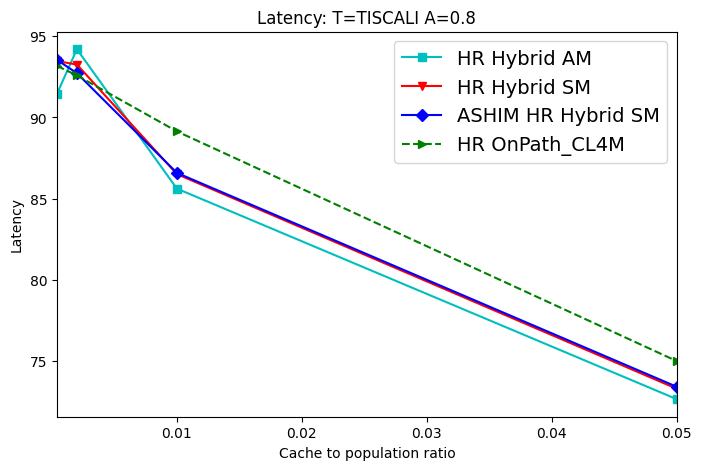 Latency: T=TISCALI A=0.8
95
90
85
80
75
Latency
HR Hybrid AM
HR Hybrid SM
ASHIM HR Hybrid SM
HR OnPath_CL4M
0.01 0.02 0.03 0.04 0.05
Cache to population ratio